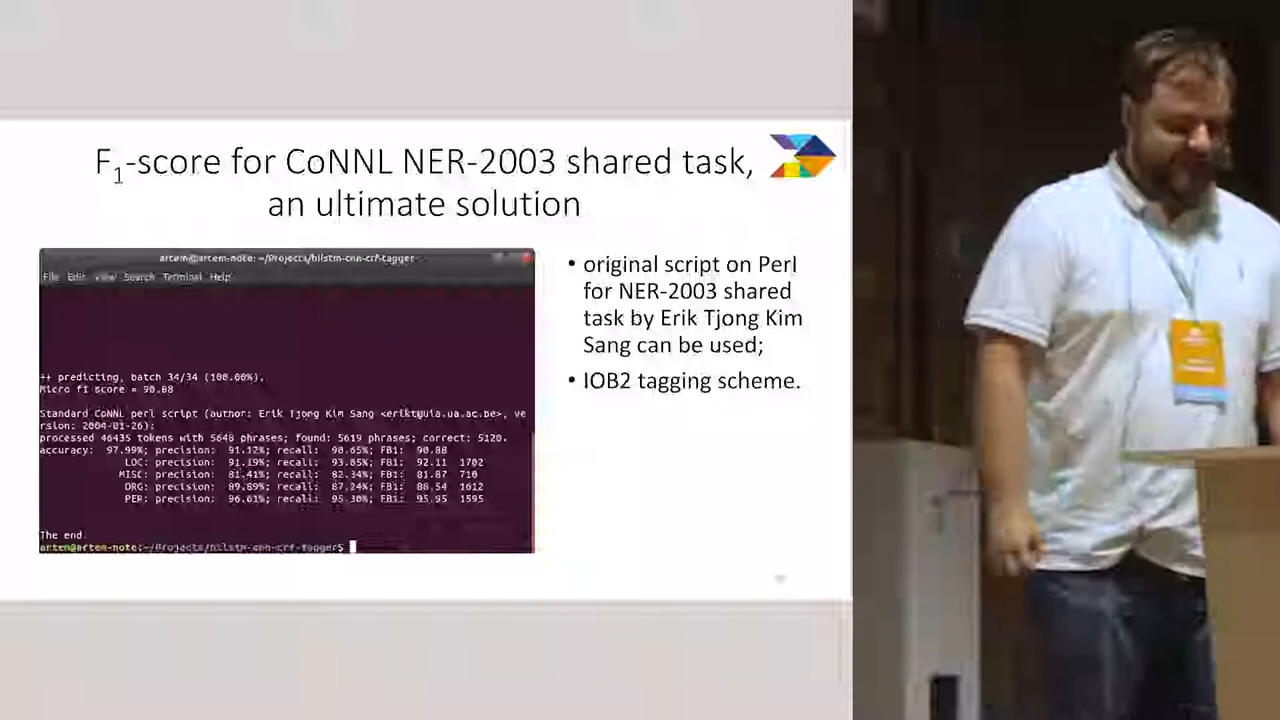 F1-score for CoNNL NER-2003 shared task,
an ultimate solution
artem@artem-note: ~/Projects/bilstm-cnn-crf-tagger
File Edit View Search Terminal Help
++ predicting, batch 34/34 (100.00%).
Micro f1 score = 90.88
Standard CoNNL perl script (author: Erik Tjong Kim Sang <erikt@uia.ua.ac.be>, ve
rsion: 2004-01-26):
processed 46435 tokens with 5648 phrases; found: 5619 phrases; correct: 5120.
accuracy: 97.99%; precision: 91.12%; recall: 90.65%; FB1: 90.88
LOC: precision: 91.19%; recall: 93.05%; FB1: 92.11 1702
MISC: precision: 81.41%; recall: 82.34%; FB1: 81.87 710
ORG: precision: 89.89%; recall: 87.24%; FB1: 88.54 1612
PER: precision: 96.61%; recall: 95.30%; FB1: 95.95 1595
The end.
artem@artem-note:~/Projects/bilstm-cnn-crf-tagger$
• original script on Perl
for NER-2003 shared
task by Erik Tjong Kim
Sang can be used;
• IOB2 tagging scheme.